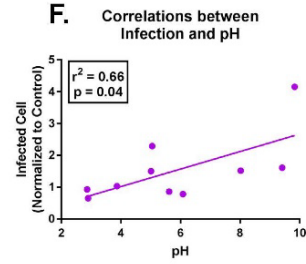 F.
Correlations between
Infection and pH
r² = 0.66
p = 0.04
Infected Cell
(Normalized to Control)
5
4
3
2
1
0
2
4
6
8
10
pH